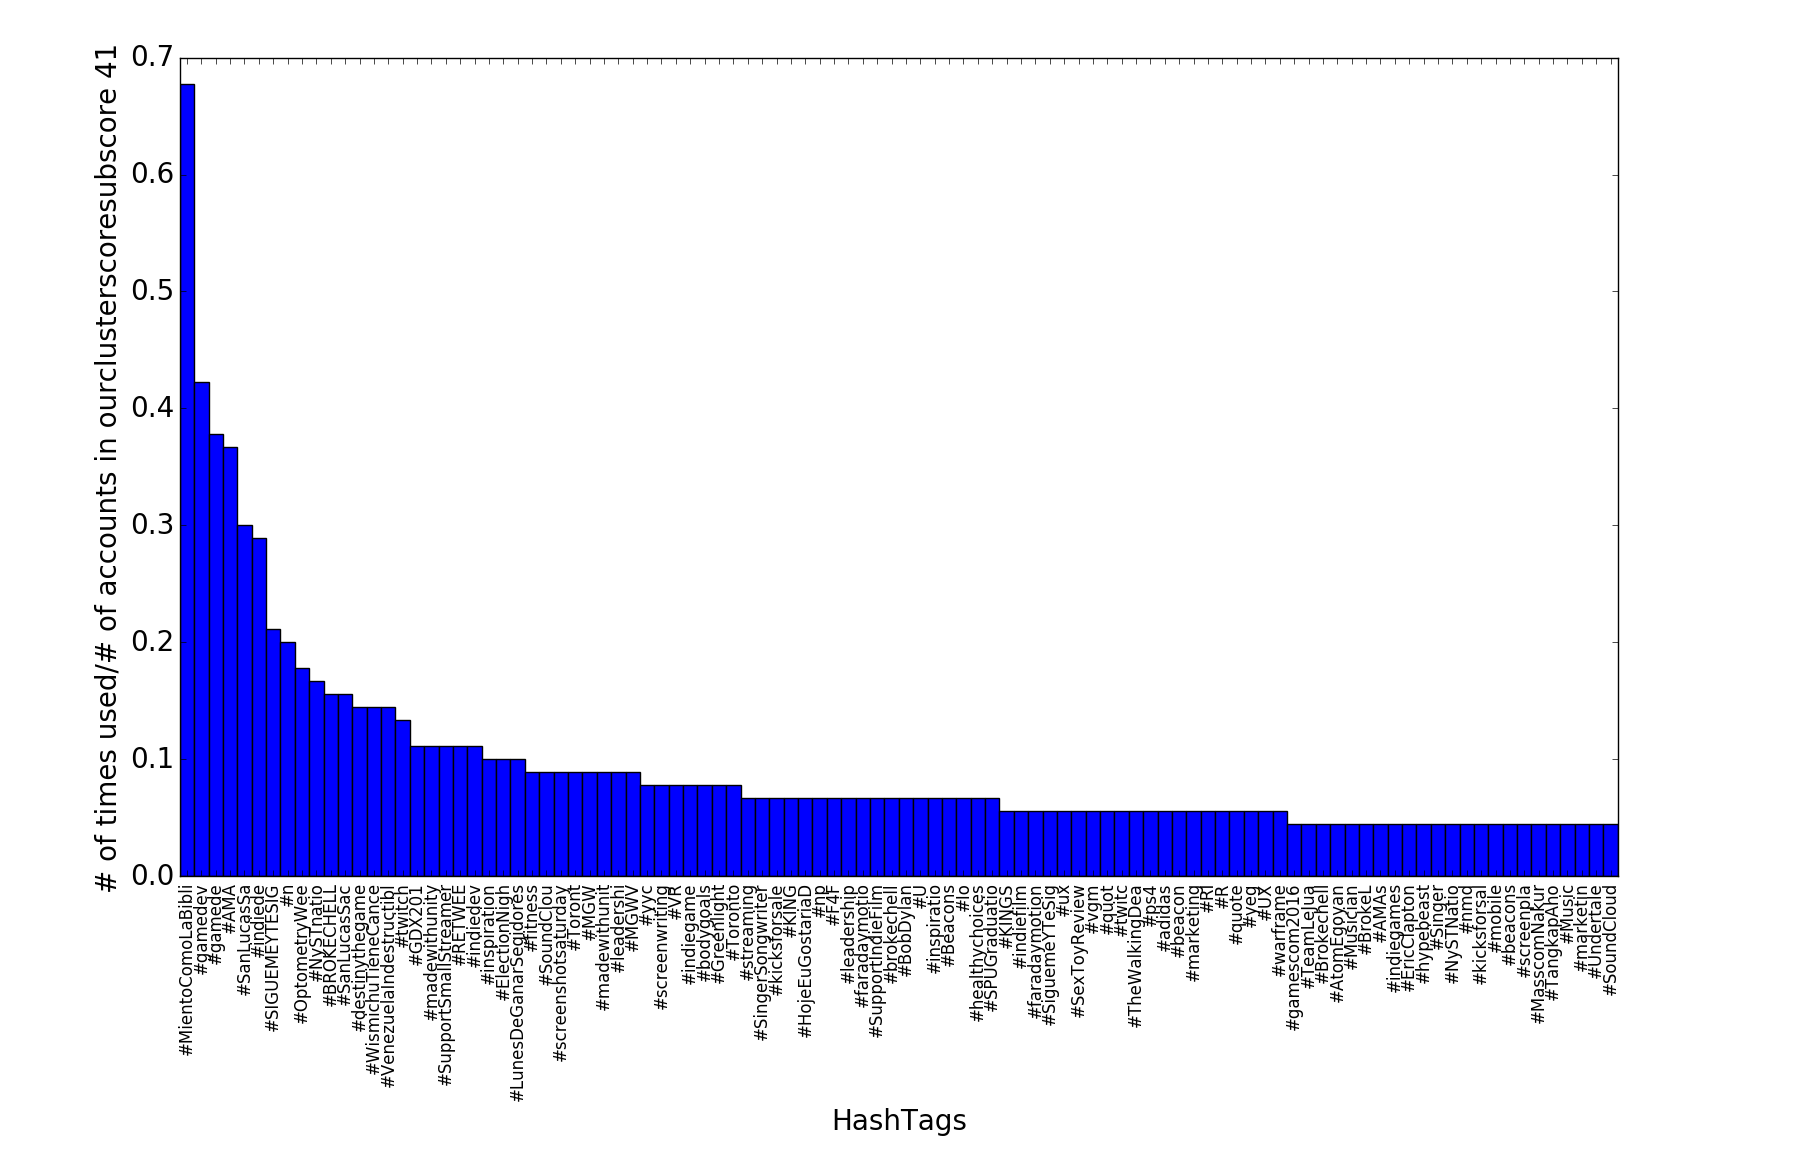 # of times used/# of accounts in ourclusterscoresubscore 41
0.7
0.6
0.5
0.4
0.3
0.2
0.1
0.0
#MientoComoLaBibli
#gamedev
#gamede
#AMA
#SanLucasSa
#indiede
#SIGUEMEYTESIG
#n
#OptometryWee
#NySTnatio
#BROKECHELL
#SanLucasSac
#destinythegame
#WismichuTieneCance
#VenezuelaIndestructibl
#twitch
#GDX201
#madewithunity
#SupportSmallStreamer
#RETWEE
#indiedev
#inspiration
#ElectionNigh
#LunesDeGanarSegidores
#fitness
#SoundClou
#screenshotsaturday
#Toront
#MGW
#madewithunit
#leadershi
#MGWV
#yyc
#screenwriting
#VR
#indiegame
#bodygoals
#Greenlight
#Toronto
#streaming
#SingerSongwriter
#kicksforsale
#KING
#HojeEuGostariaD
#np
#F4F
#leadership
#faradaymotio
#SupportIndieFilm
#brokechell
#BobDylan
#U
#inspiratio
#Beacons
#lo
#healthychoices
#SPUGraduatio
#KINGS
#indiefilm
#faradaymotion
#SiguemeYTeSig
#ux
#SexToyReview
#vgm
#quot
#twitc
#TheWalkingDea
#ps4
#adidas
#beacon
#marketing
#RI
#R
#quote
#yeg
#UX
#warframe
#gamescom2016
#TeamLeJua
#Brokechell
#AtomEgoyan
#Musician
#BrokeL
#AMAs
#indiegames
#EricClapton
#hypebeast
#Singer
#NySTNatio
#nmd
#kicksforsal
#mobile
#beacons
#screenpla
#MasscomNakur
#TangkapAho
#Music
#marketin
#Undertale
#SoundCloud
HashTags